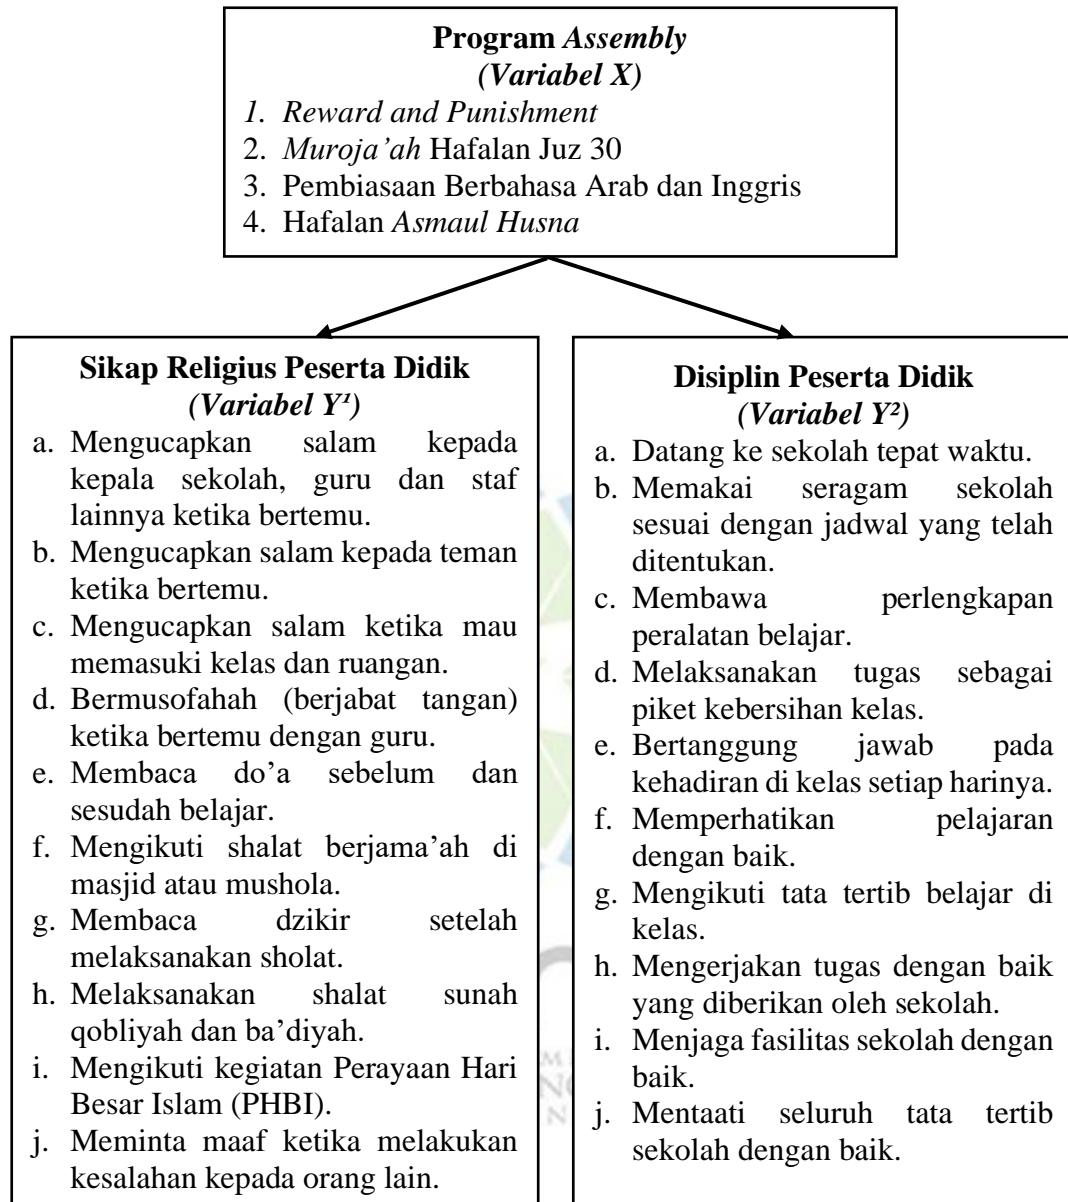 Program Assembly
(Variabel X)
1. Reward and Punishment
2. Muroja’ah Hafalan Juz 30
3. Pembiasaan Berbahasa Arab dan Inggris
4. Hafalan Asmaul Husna
Sikap Religius Peserta Didik
(Variabel Y¹)
a. Mengucapkan salam kepada
kepala sekolah, guru dan staf
lainnya ketika bertemu.
b. Mengucapkan salam kepada teman
ketika bertemu.
c. Mengucapkan salam ketika mau
memasuki kelas dan ruangan.
d. Bermusofahah (berjabat tangan)
ketika bertemu dengan guru.
e. Membaca do’a sebelum dan
sesudah belajar.
f. Mengikuti shalat berjama’ah di
masjid atau mushola.
g. Membaca dzikir setelah
melaksanakan sholat.
h. Melaksanakan shalat sunah
qobliyah dan ba’diyah.
i. Mengikuti kegiatan Perayaan Hari
Besar Islam (PHBI).
j. Meminta maaf ketika melakukan
kesalahan kepada orang lain.
Disiplin Peserta Didik
(Variabel Y²)
a. Datang ke sekolah tepat waktu.
b. Memakai seragam sekolah
sesuai dengan jadwal yang telah
ditentukan.
c. Membawa perlengkapan
peralatan belajar.
d. Melaksanakan tugas sebagai
piket kebersihan kelas.
e. Bertanggung jawab pada
kehadiran di kelas setiap harinya.
f. Memperhatikan pelajaran
dengan baik.
g. Mengikuti tata tertib belajar di
kelas.
h. Mengerjakan tugas dengan baik
yang diberikan oleh sekolah.
i. Menjaga fasilitas sekolah dengan
baik.
j. Mentaati seluruh tata tertib
sekolah dengan baik.